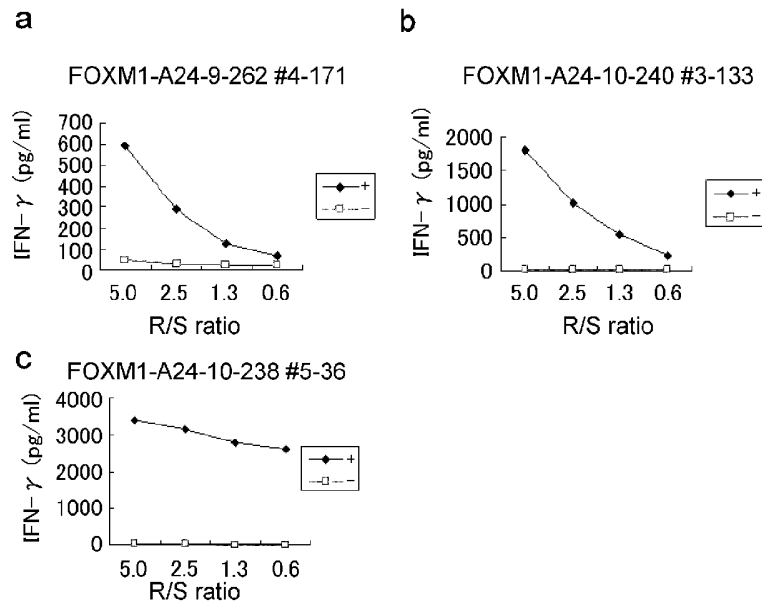 a
FOXM1-A24-9-262 #4-171
IFN-γ (pg/ml)
700
600
500
400
300
200
100
0
5.0 2.5 1.3 0.6
R/S ratio
+
−
b
FOXM1-A24-10-240 #3-133
IFN-γ (pg/ml)
2000
1500
1000
500
0
5.0 2.5 1.3 0.6
R/S ratio
+
−
c
FOXM1-A24-10-238 #5-36
IFN-γ (pg/ml)
4000
3000
2000
1000
0
5.0 2.5 1.3 0.6
R/S ratio
+
−